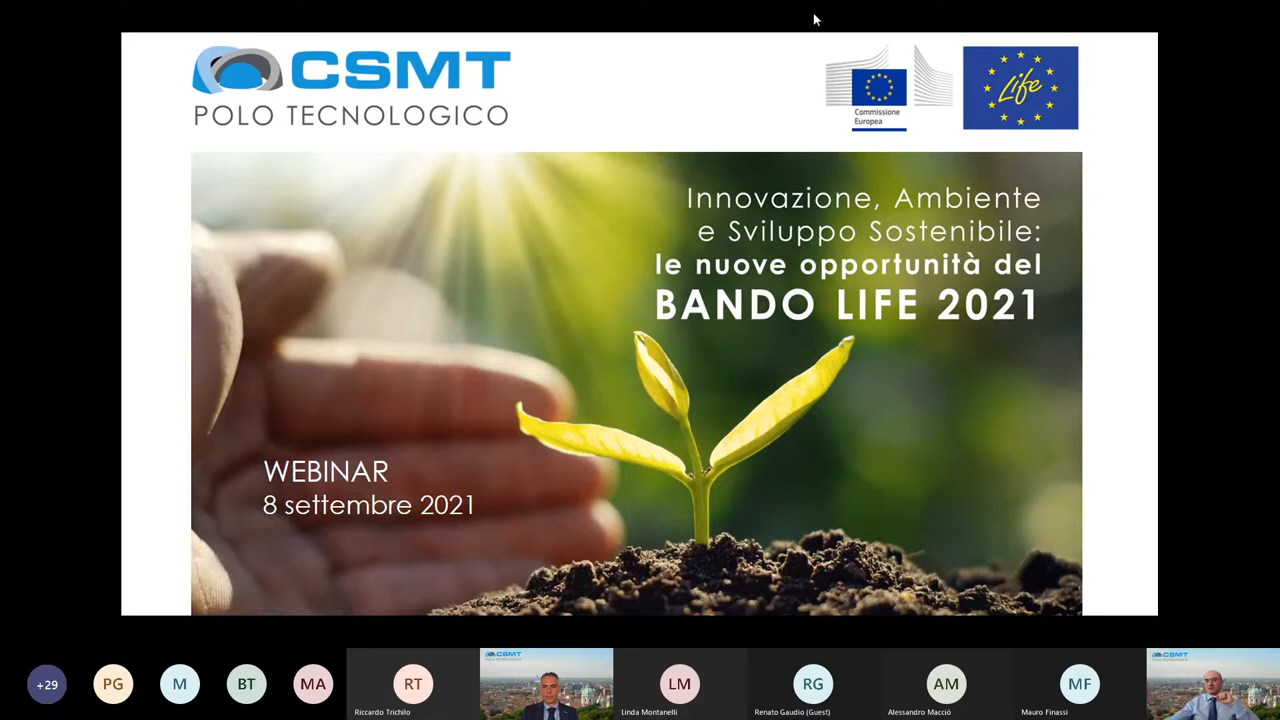 CSMT
POLO TECNOLOGICO
Commissione
Europea
Life
Innovazione, Ambiente
e Sviluppo Sostenibile:
le nuove opportunità del
BANDO LIFE 2021
WEBINAR
8 settembre 2021
+29
PG
M
BT
MA
RT
Riccardo Trichilo
CSMT
LM
Linda Montanelli
RG
Renato Gaudio (Guest)
AM
Alessandro Macciò
MF
Mauro Finassi
CSMT